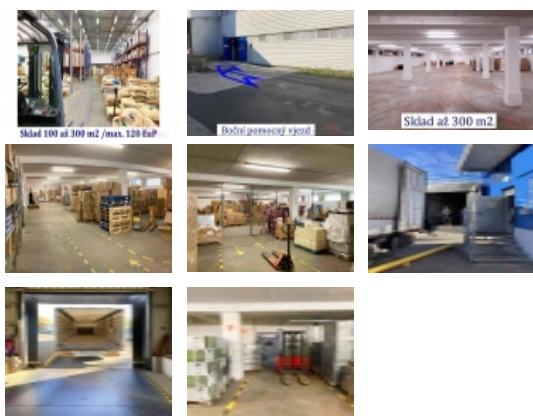 Sklad 100 až 300 m2 /max. 120 EuP
Boční pomocný vjezd
Sklad až 300 m2